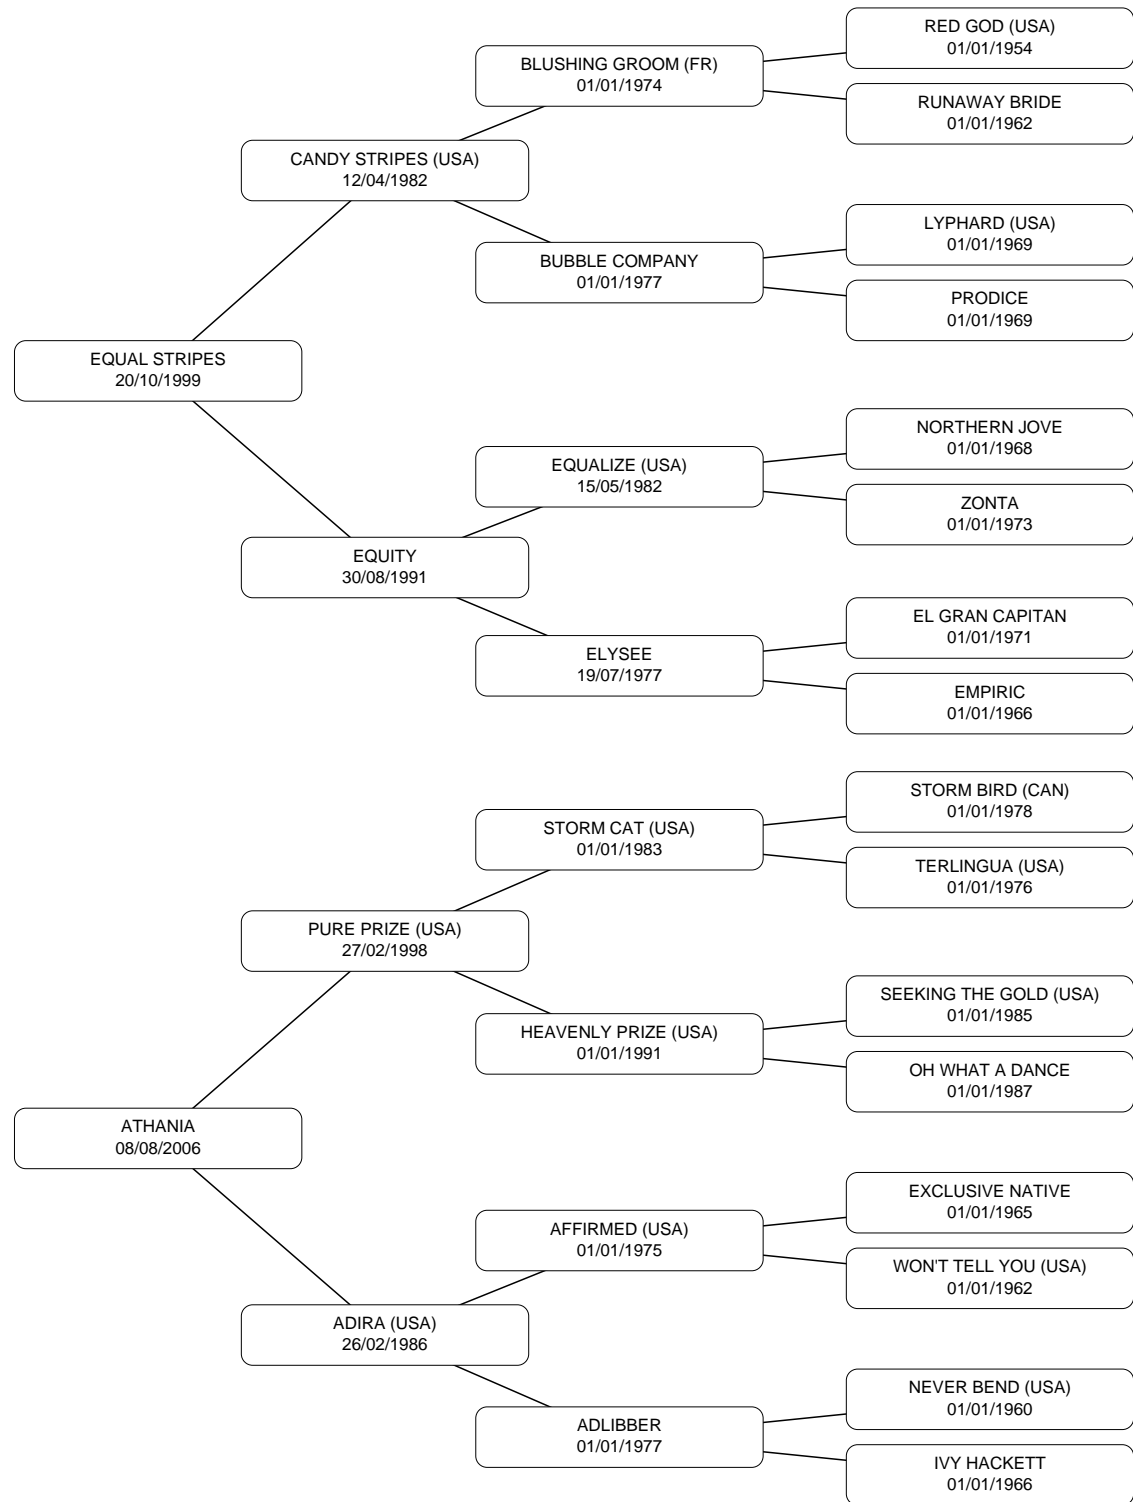 RED GOD (USA)
01/01/1954
BLUSHING GROOM (FR)
01/01/1974
RUNAWAY BRIDE
01/01/1962
CANDY STRIPES (USA)
12/04/1982
LYPHARD (USA)
01/01/1969
BUBBLE COMPANY
01/01/1977
PRODICE
01/01/1969
EQUAL STRIPES
20/10/1999
NORTHERN JOVE
01/01/1968
EQUALIZE (USA)
15/05/1982
ZONTA
01/01/1973
EQUITY
30/08/1991
EL GRAN CAPITAN
01/01/1971
ELYSEE
19/07/1977
EMPIRIC
01/01/1966
STORM BIRD (CAN)
01/01/1978
STORM CAT (USA)
01/01/1983
TERLINGUA (USA)
01/01/1976
PURE PRIZE (USA)
27/02/1998
SEEKING THE GOLD (USA)
01/01/1985
HEAVENLY PRIZE (USA)
01/01/1991
OH WHAT A DANCE
01/01/1987
ATHANIA
08/08/2006
EXCLUSIVE NATIVE
01/01/1965
AFFIRMED (USA)
01/01/1975
WON'T TELL YOU (USA)
01/01/1962
ADIRA (USA)
26/02/1986
NEVER BEND (USA)
01/01/1960
ADLIBBER
01/01/1977
IVY HACKETT
01/01/1966